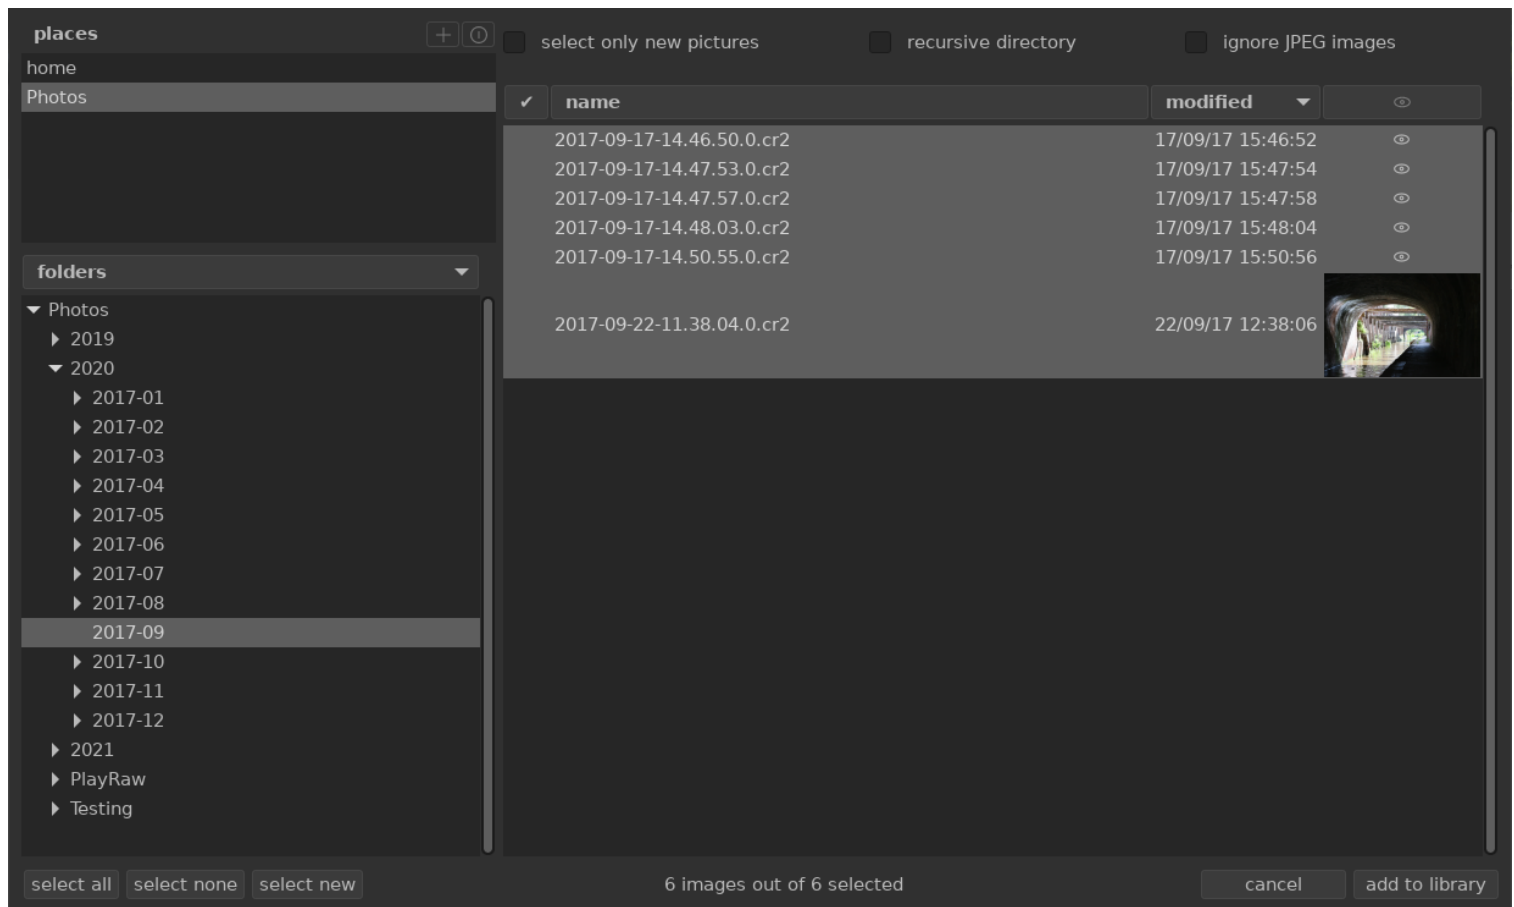 places
home
Photos
folders
Photos
2019
2020
2017-01
2017-02
2017-03
2017-04
2017-05
2017-06
2017-07
2017-08
2017-09
2017-10
2017-11
2017-12
2021
PlayRaw
Testing
select only new pictures recursive directory ignore JPEG images
✔ name modified
2017-09-17-14.46.50.0.cr2 17/09/17 15:46:52
2017-09-17-14.47.53.0.cr2 17/09/17 15:47:54
2017-09-17-14.47.57.0.cr2 17/09/17 15:47:58
2017-09-17-14.48.03.0.cr2 17/09/17 15:48:04
2017-09-17-14.50.55.0.cr2 17/09/17 15:50:56
2017-09-22-11.38.04.0.cr2 22/09/17 12:38:06
select all select none select new 6 images out of 6 selected cancel add to library